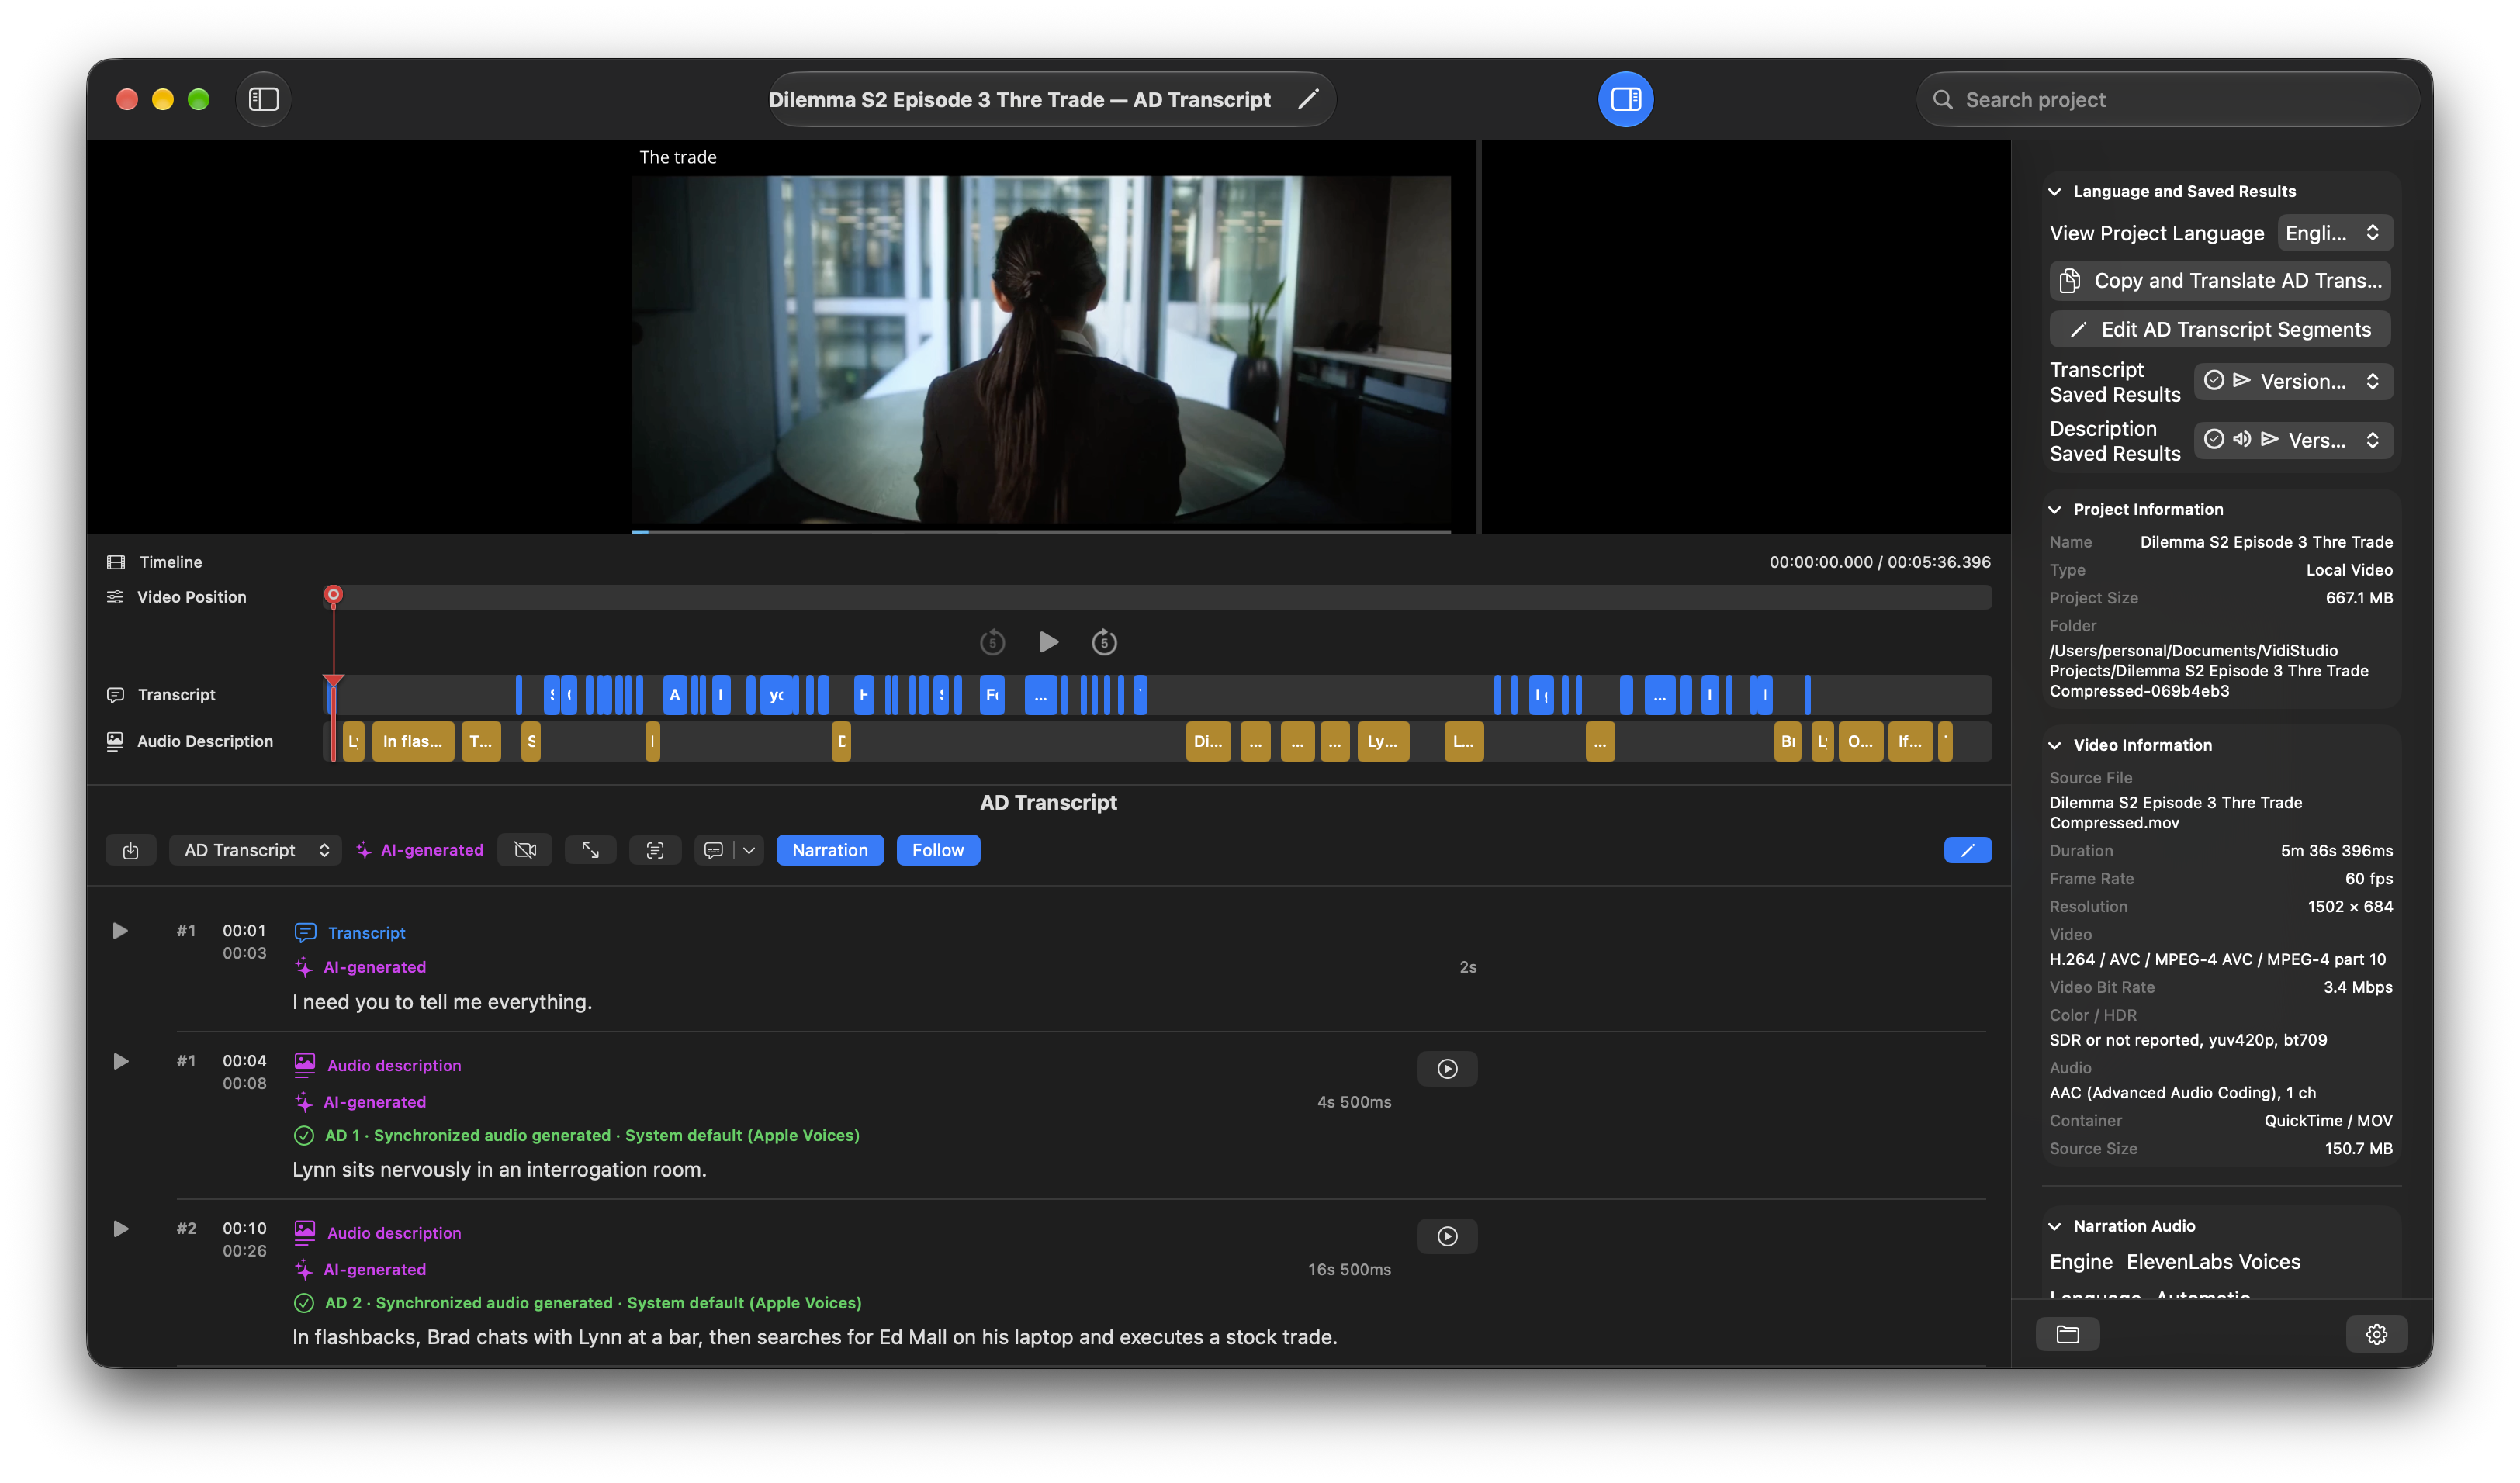 Dilemma S2 Episode 3 Thre Trade — AD Transcript
Search project
The trade
Timeline
00:00:00.000 / 00:05:36.396
Video Position
5
5
Transcript
A
I
yc
H
Fe
...
I g
...
I
Audio Description
In flas...
T...
S
I
D
Di...
...
...
...
Ly...
L...
...
O...
If...
AD Transcript
AD Transcript
AI-generated
Narration
Follow
#1
00:01
00:03
Transcript
AI-generated
2s
I need you to tell me everything.
#1
00:04
00:08
Audio description
AI-generated
4s 500ms
AD 1 · Synchronized audio generated · System default (Apple Voices)
Lynn sits nervously in an interrogation room.
#2
00:10
00:26
Audio description
AI-generated
16s 500ms
AD 2 · Synchronized audio generated · System default (Apple Voices)
In flashbacks, Brad chats with Lynn at a bar, then searches for Ed Mall on his laptop and executes a stock trade.
Language and Saved Results
View Project Language Engli...
Copy and Translate AD Trans...
Edit AD Transcript Segments
Transcript
Saved Results
Version...
Description
Saved Results
Vers...
Project Information
Name Dilemma S2 Episode 3 Thre Trade
Type Local Video
Project Size 667.1 MB
Folder
/Users/personal/Documents/VidiStudio
Projects/Dilemma S2 Episode 3 Thre Trade
Compressed-069b4eb3
Video Information
Source File
Dilemma S2 Episode 3 Thre Trade
Compressed.mov
Duration 5m 36s 396ms
Frame Rate 60 fps
Resolution 1502 × 684
Video
H.264 / AVC / MPEG-4 AVC / MPEG-4 part 10
Video Bit Rate 3.4 Mbps
Color / HDR
SDR or not reported, yuv420p, bt709
Audio
AAC (Advanced Audio Coding), 1 ch
Container QuickTime / MOV
Source Size 150.7 MB
Narration Audio
Engine ElevenLabs Voices
Language Automatic